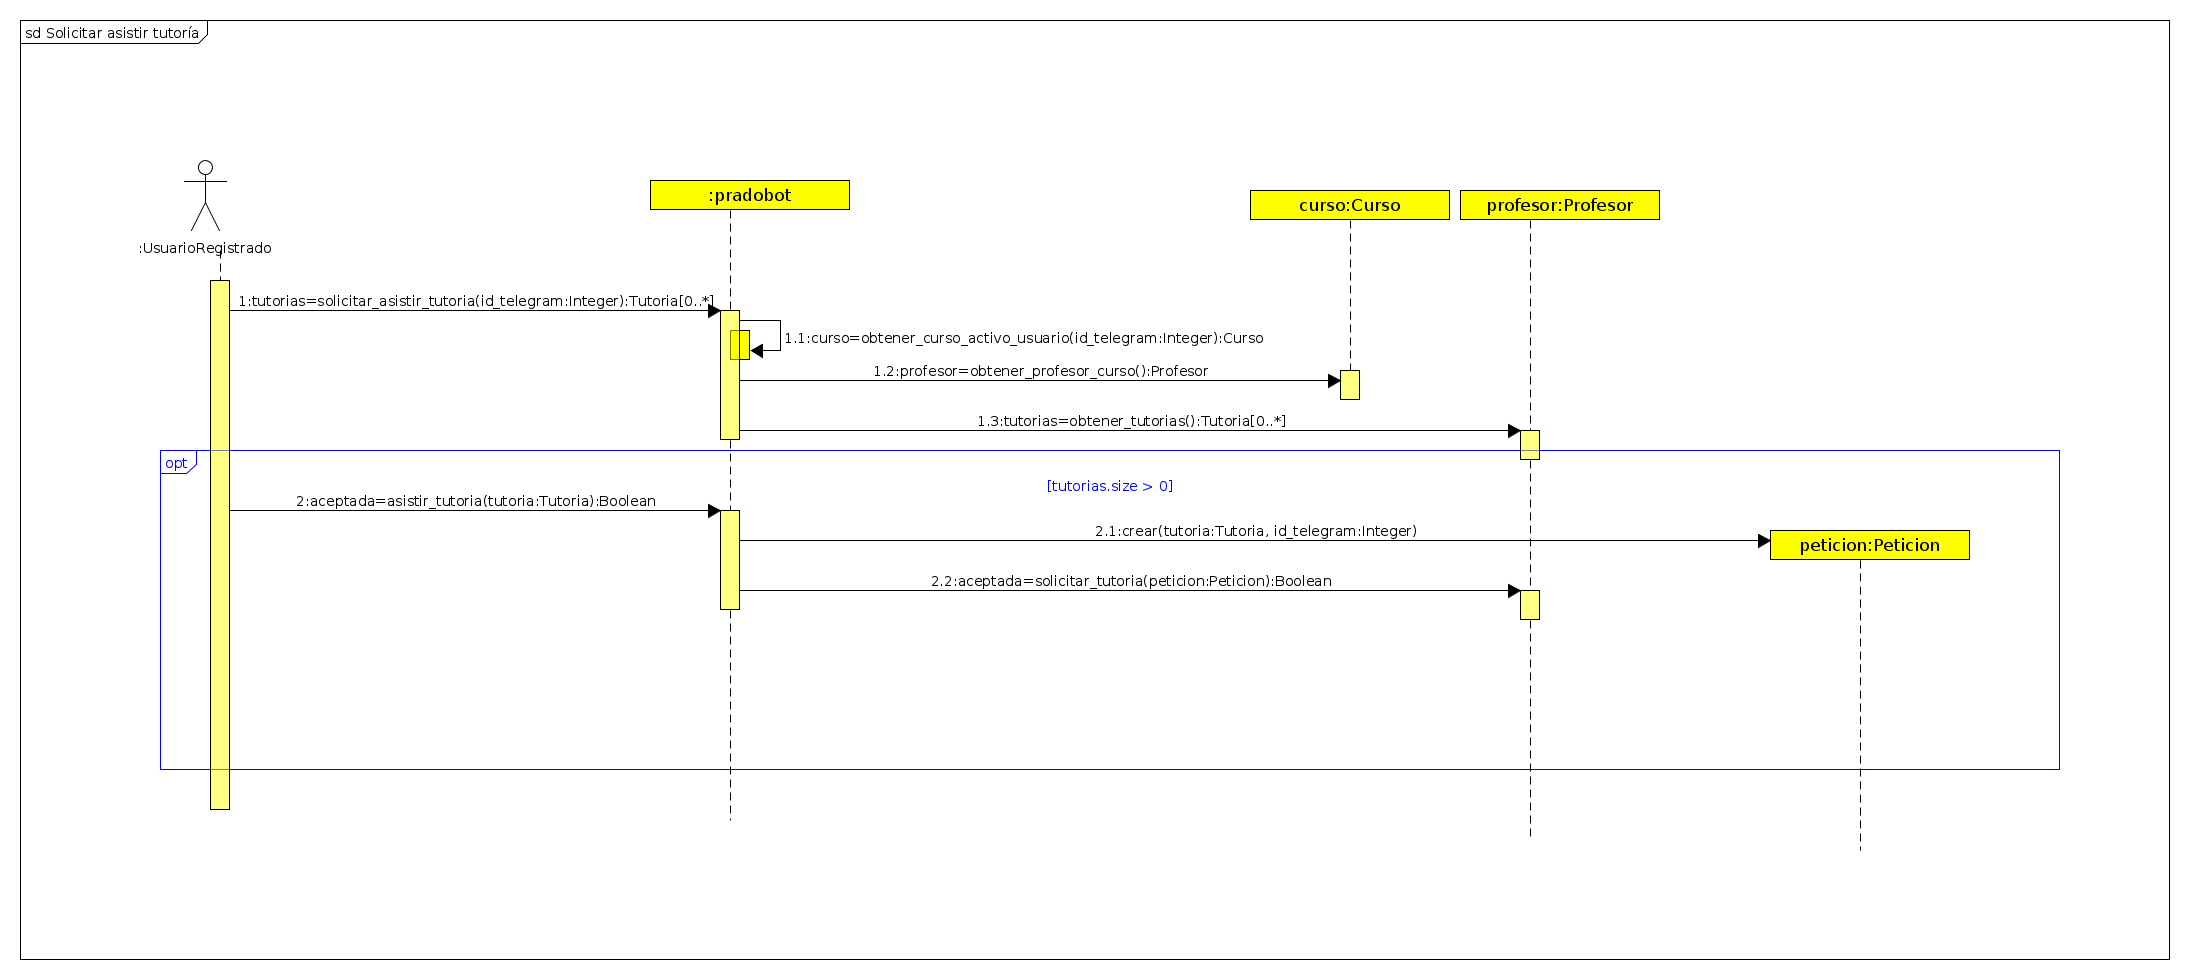 sd Solicitar asistir tutoría
:UsuarioRegistrado
:pradobot
curso:Curso
profesor:Profesor
1:tutorias=solicitar_asistir_tutoria(id_telegram:Integer):Tutoria[0..*]
1.1:curso=obtener_curso_activo_usuario(id_telegram:Integer):Curso
1.2:profesor=obtener_profesor_curso():Profesor
1.3:tutorias=obtener_tutorias():Tutoria[0..*]
opt
[tutorias.size > 0]
2:aceptada=asistir_tutoria(tutoria:Tutoria):Boolean
2.1:crear(tutoria:Tutoria, id_telegram:Integer)
peticion:Peticion
2.2:aceptada=solicitar_tutoria(peticion:Peticion):Boolean